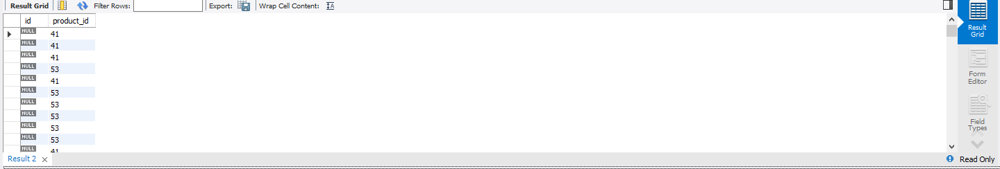 Result Grid Filter Rows: Export: Wrap Cell Content: IA
id product_id
NULL 41
NULL 41
NULL 41
NULL 53
NULL 41
NULL 53
NULL 53
NULL 53
NULL 53
NULL 53
NULL 41
Result Grid
Form Editor
Field Types
Result 2 ×
Read Only